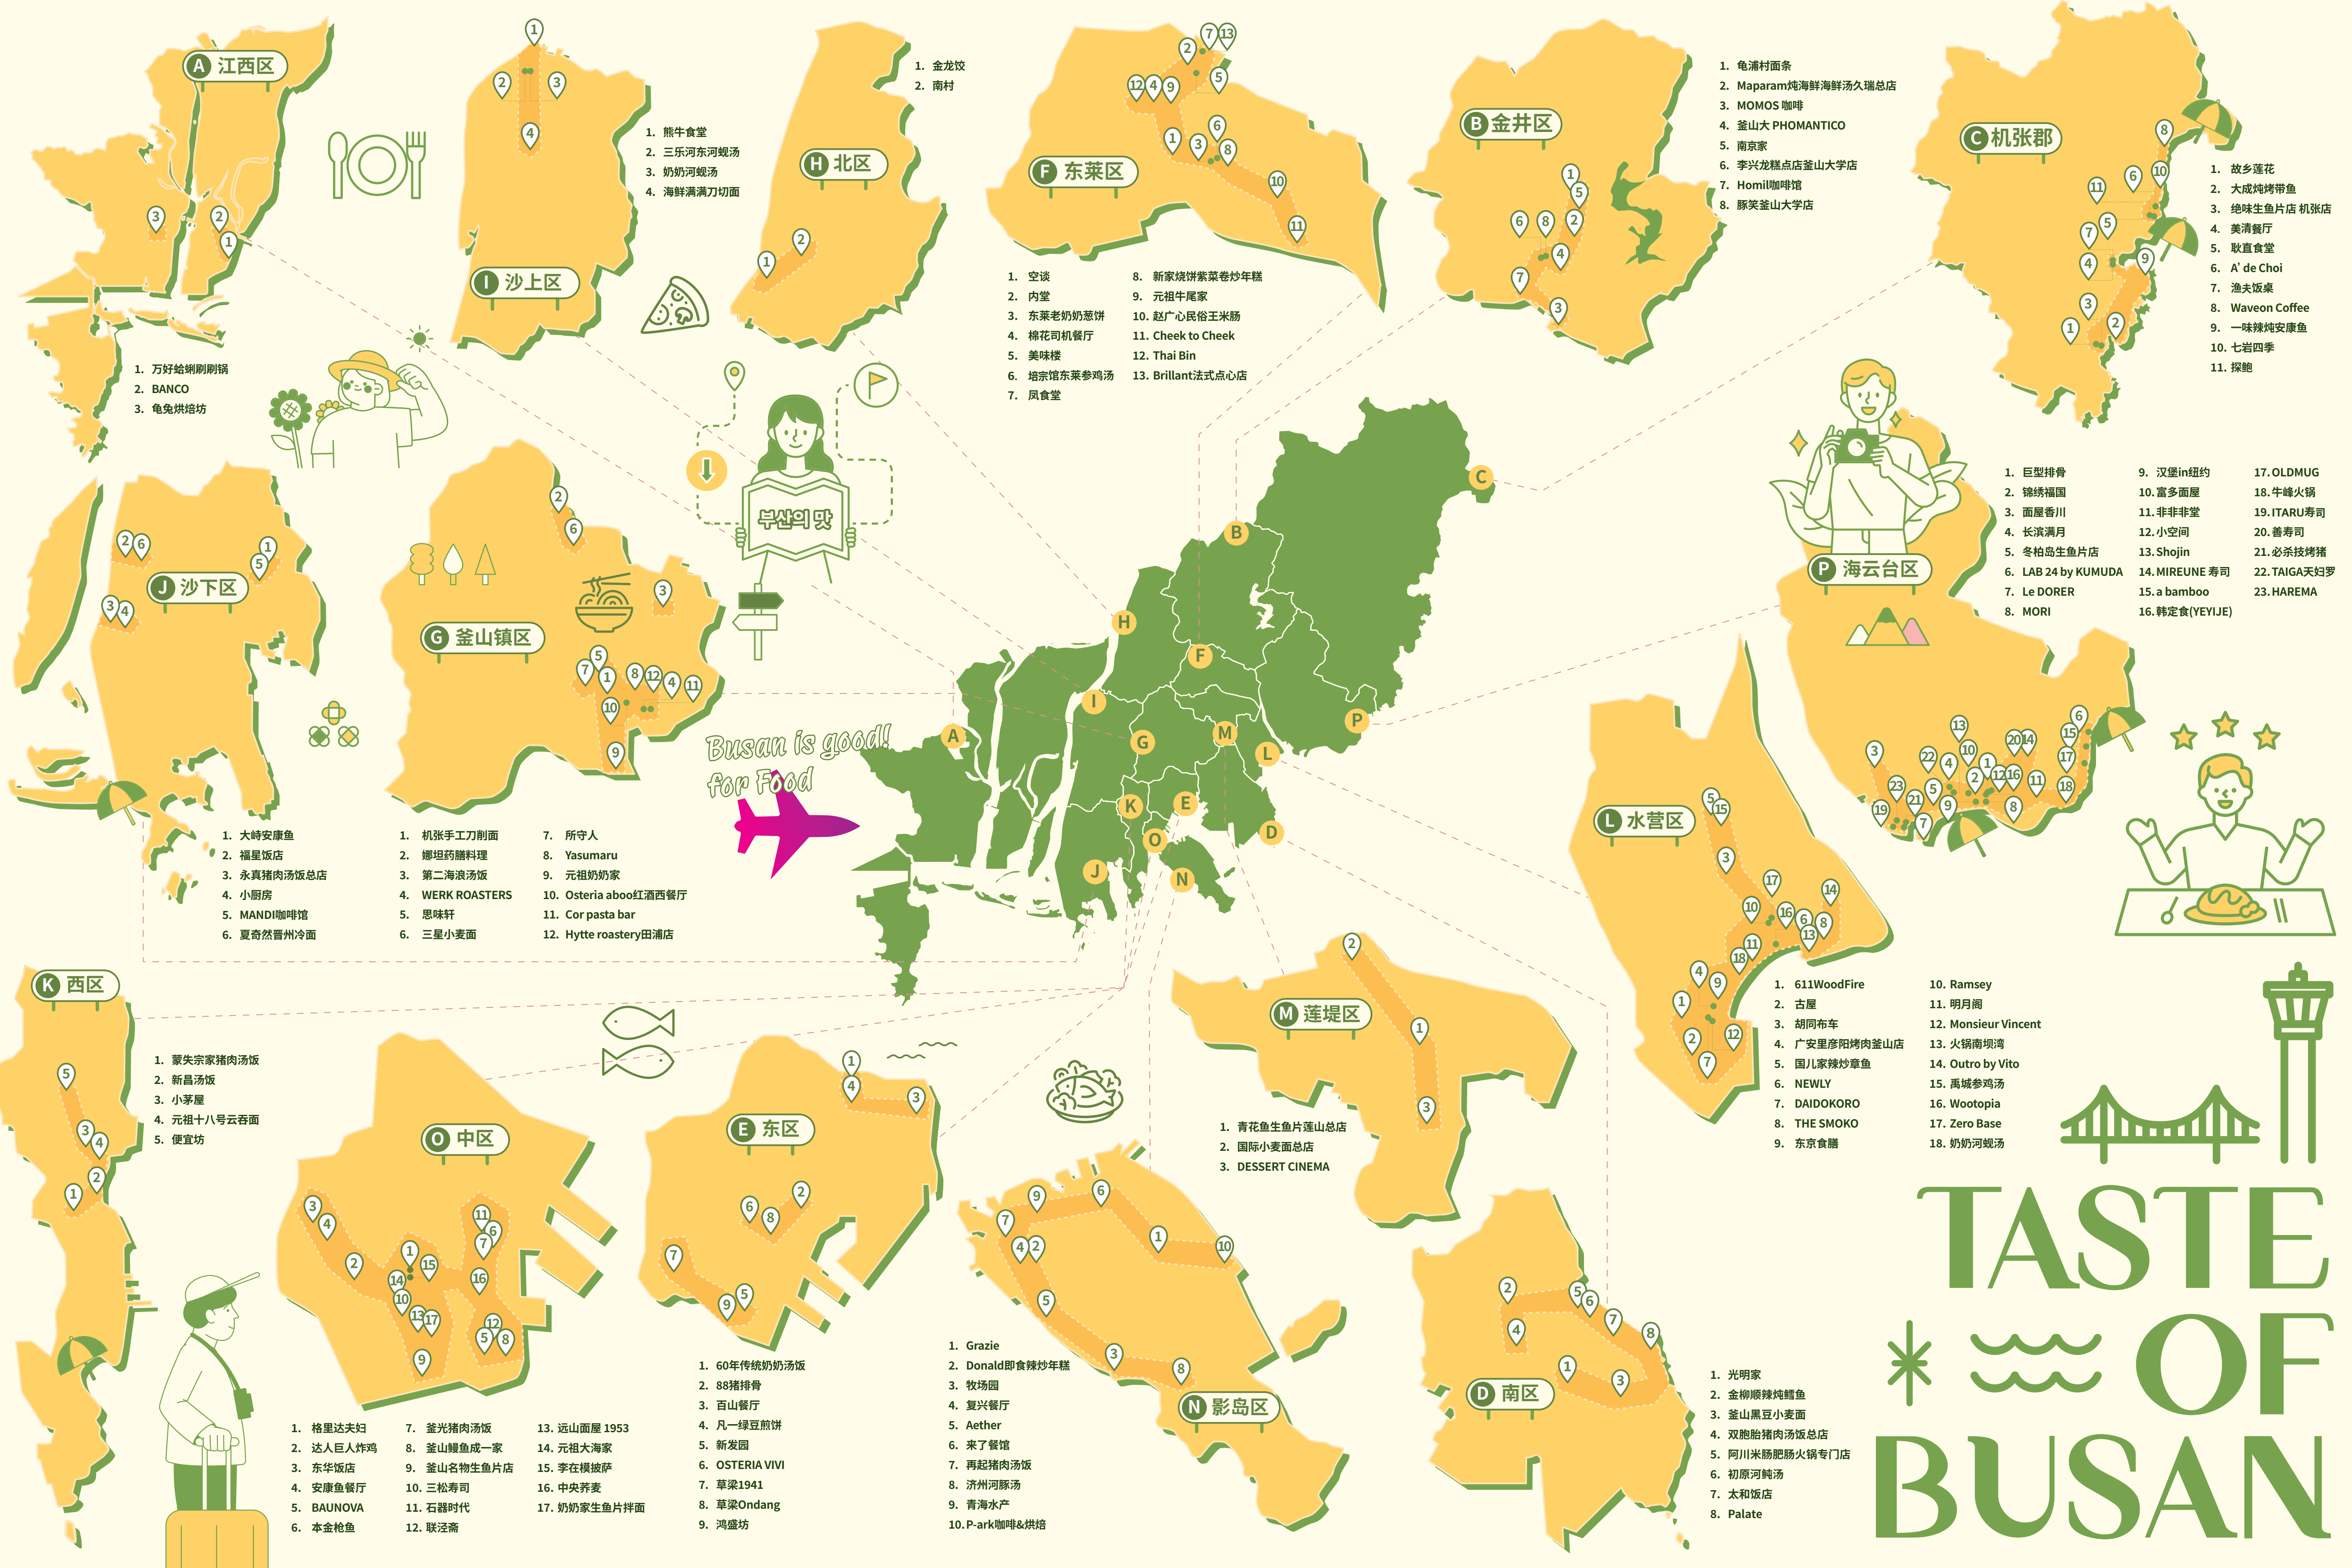 A 江西区
1. 万好蛤蜊刷刷锅
2. BANCO
3. 龟兔烘焙坊
I 沙上区
1. 熊牛食堂
2. 三乐河东河蚬汤
3. 奶奶河蚬汤
4. 海鲜满满刀切面
H 北区
1. 金龙饺
2. 南村
F 东莱区
1. 空谈
2. 内堂
3. 东莱老奶奶葱饼
4. 棉花司机餐厅
5. 美味楼
6. 培宗馆东莱参鸡汤
7. 凤食堂
8. 新家烧饼紫菜卷炒年糕
9. 元祖牛尾家
10. 赵广心民俗王米肠
11. Cheek to Cheek
12. Thai Bin
13. Brillant法式点心店
B 金井区
1. 龟浦村面条
2. Maparam炖海鲜海鲜汤久瑞总店
3. MOMOS 咖啡
4. 釜山大 PHOMANTICO
5. 南京家
6. 李兴龙糕点店釜山大学店
7. Homil咖啡馆
8. 豚笑釜山大学店
C 机张郡
1. 故乡莲花
2. 大成炖烤带鱼
3. 绝味生鱼片店 机张店
4. 美清餐厅
5. 耿直食堂
6. A' de Choi
7. 渔夫饭桌
8. Waveon Coffee
9. 一味辣炖安康鱼
10. 七岩四季
11. 探鲍
부산의 맛
J 沙下区
1. 大峙安康鱼
2. 福星饭店
3. 永真猪肉汤饭总店
4. 小厨房
5. MANDI咖啡馆
6. 夏奇然晋州冷面
G 釜山镇区
1. 机张手工刀削面
2. 娜坦药膳料理
3. 第二海浪汤饭
4. WERK ROASTERS
5. 思味轩
6. 三星小麦面
7. 所守人
8. Yasumaru
9. 元祖奶奶家
10. Osteria aboo红酒西餐厅
11. Cor pasta bar
12. Hytte roastery田浦店
Busan is good!
for Food
P 海云台区
1. 巨型排骨
2. 锦绣福国
3. 面屋香川
4. 长滨满月
5. 冬柏岛生鱼片店
6. LAB 24 by KUMUDA
7. Le DORER
8. MORI
9. 汉堡in纽约
10. 富多面屋
11. 非非非堂
12. 小空间
13. Shojin
14. MIREUNE 寿司
15. a bamboo
16. 韩定食(YEYIJE)
17. OLDMUG
18. 牛峰火锅
19. ITARU寿司
20. 善寿司
21. 必杀技烤猪
22. TAIGA天妇罗
23. HAREMA
L 水营区
1. 611WoodFire
2. 古屋
3. 胡同布车
4. 广安里彦阳烤肉釜山店
5. 国儿家辣炒章鱼
6. NEWLY
7. DAIDOKORO
8. THE SMOKO
9. 东京食膳
10. Ramsey
11. 明月阁
12. Monsieur Vincent
13. 火锅南坝湾
14. Outro by Vito
15. 禹城参鸡汤
16. Wootopia
17. Zero Base
18. 奶奶河蚬汤
K 西区
1. 蒙失宗家猪肉汤饭
2. 新昌汤饭
3. 小茅屋
4. 元祖十八号云吞面
5. 便宜坊
O 中区
1. 格里达夫妇
2. 达人巨人炸鸡
3. 东华饭店
4. 安康鱼餐厅
5. BAUNOVA
6. 本金枪鱼
7. 釜光猪肉汤饭
8. 釜山鳗鱼成一家
9. 釜山名物生鱼片店
10. 三松寿司
11. 石器时代
12. 联泾斋
13. 远山面屋 1953
14. 元祖大海家
15. 李在模披萨
16. 中央荞麦
17. 奶奶家生鱼片拌面
E 东区
1. 60年传统奶奶汤饭
2. 88猪排骨
3. 百山餐厅
4. 凡一绿豆煎饼
5. 新发园
6. OSTERIA VIVI
7. 草梁1941
8. 草梁Ondang
9. 鸿盛坊
M 莲堤区
1. 青花鱼生鱼片莲山总店
2. 国际小麦面总店
3. DESSERT CINEMA
N 影岛区
1. Grazie
2. Donald即食辣炒年糕
3. 牧场园
4. 复兴餐厅
5. Aether
6. 来了餐馆
7. 再起猪肉汤饭
8. 济州河豚汤
9. 青海水产
10. P-ark咖啡&烘焙
D 南区
1. 光明家
2. 金柳顺辣炖鳕鱼
3. 釜山黑豆小麦面
4. 双胞胎猪肉汤饭总店
5. 阿川米肠肥肠火锅专门店
6. 初原河鲀汤
7. 太和饭店
8. Palate
TASTE
OF
BUSAN